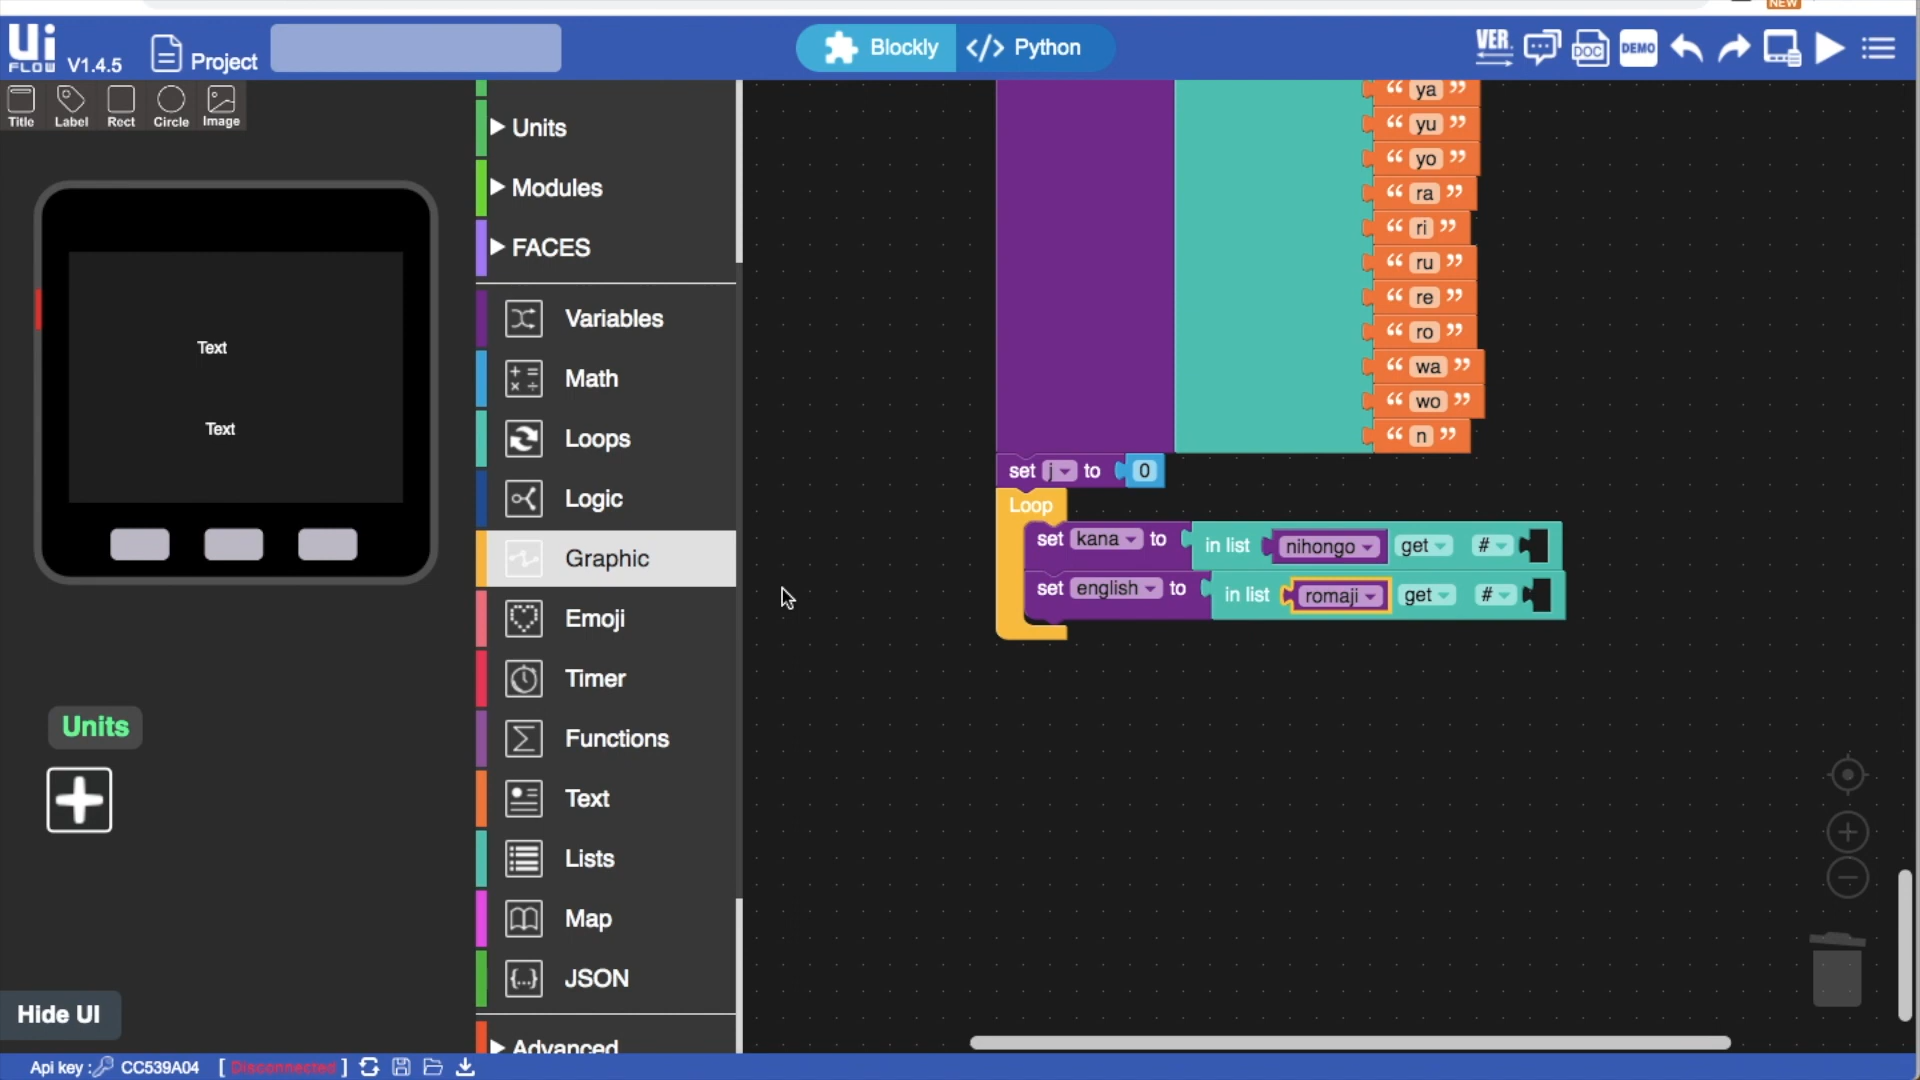 NEW
Ui FLOW V1.4.5 Project Blockly </> Python VER. DOC DEMO
Title Label Rect Circle Image
Text
Text
Units
Hide UI
Units
Modules
FACES
Variables
Math
Loops
Logic
Graphic
Emoji
Timer
Functions
Text
Lists
Map
JSON
Advanced
“ ya ”
“ yu ”
“ yo ”
“ ra ”
“ ri ”
“ ru ”
“ re ”
“ ro ”
“ wa ”
“ wo ”
“ n ”
set j to 0
Loop
set kana to in list nihongo get #
set english to in list romaji get #
Api key : CC539A04 [ Disconnected ]